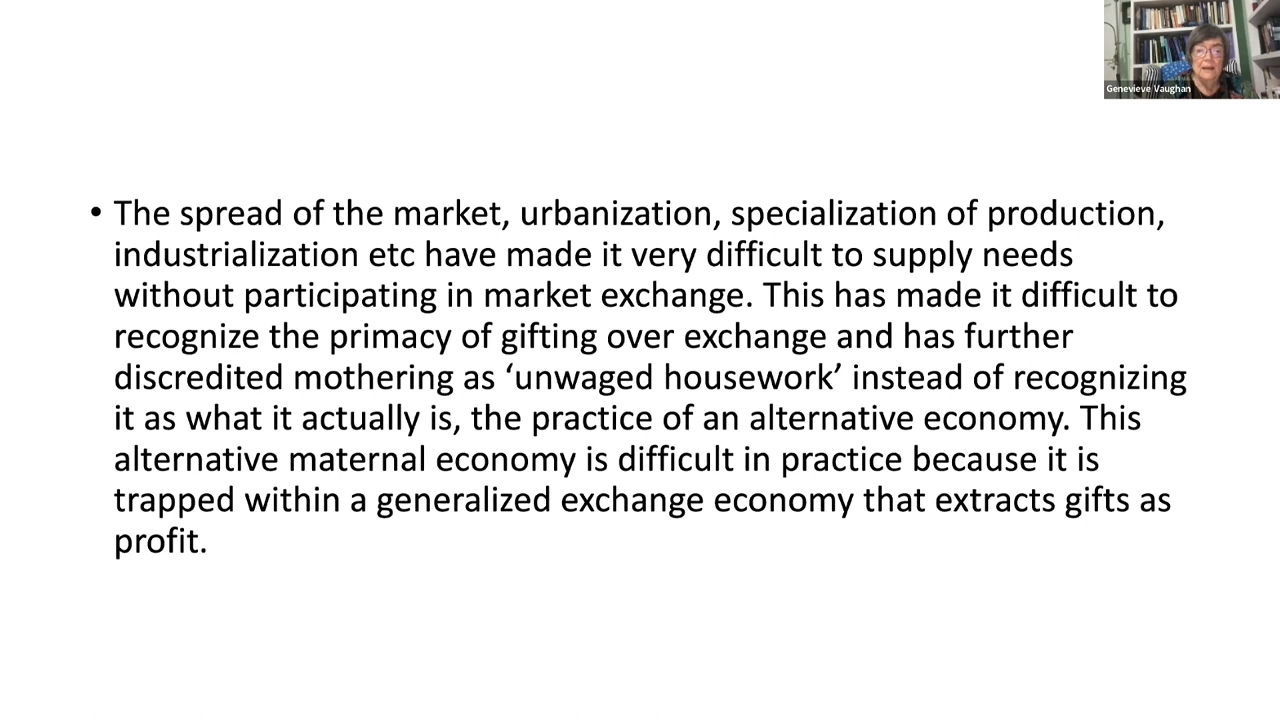 Genevieve Vaughan
• The spread of the market, urbanization, specialization of production,
industrialization etc have made it very difficult to supply needs
without participating in market exchange. This has made it difficult to
recognize the primacy of gifting over exchange and has further
discredited mothering as ‘unwaged housework’ instead of recognizing
it as what it actually is, the practice of an alternative economy. This
alternative maternal economy is difficult in practice because it is
trapped within a generalized exchange economy that extracts gifts as
profit.